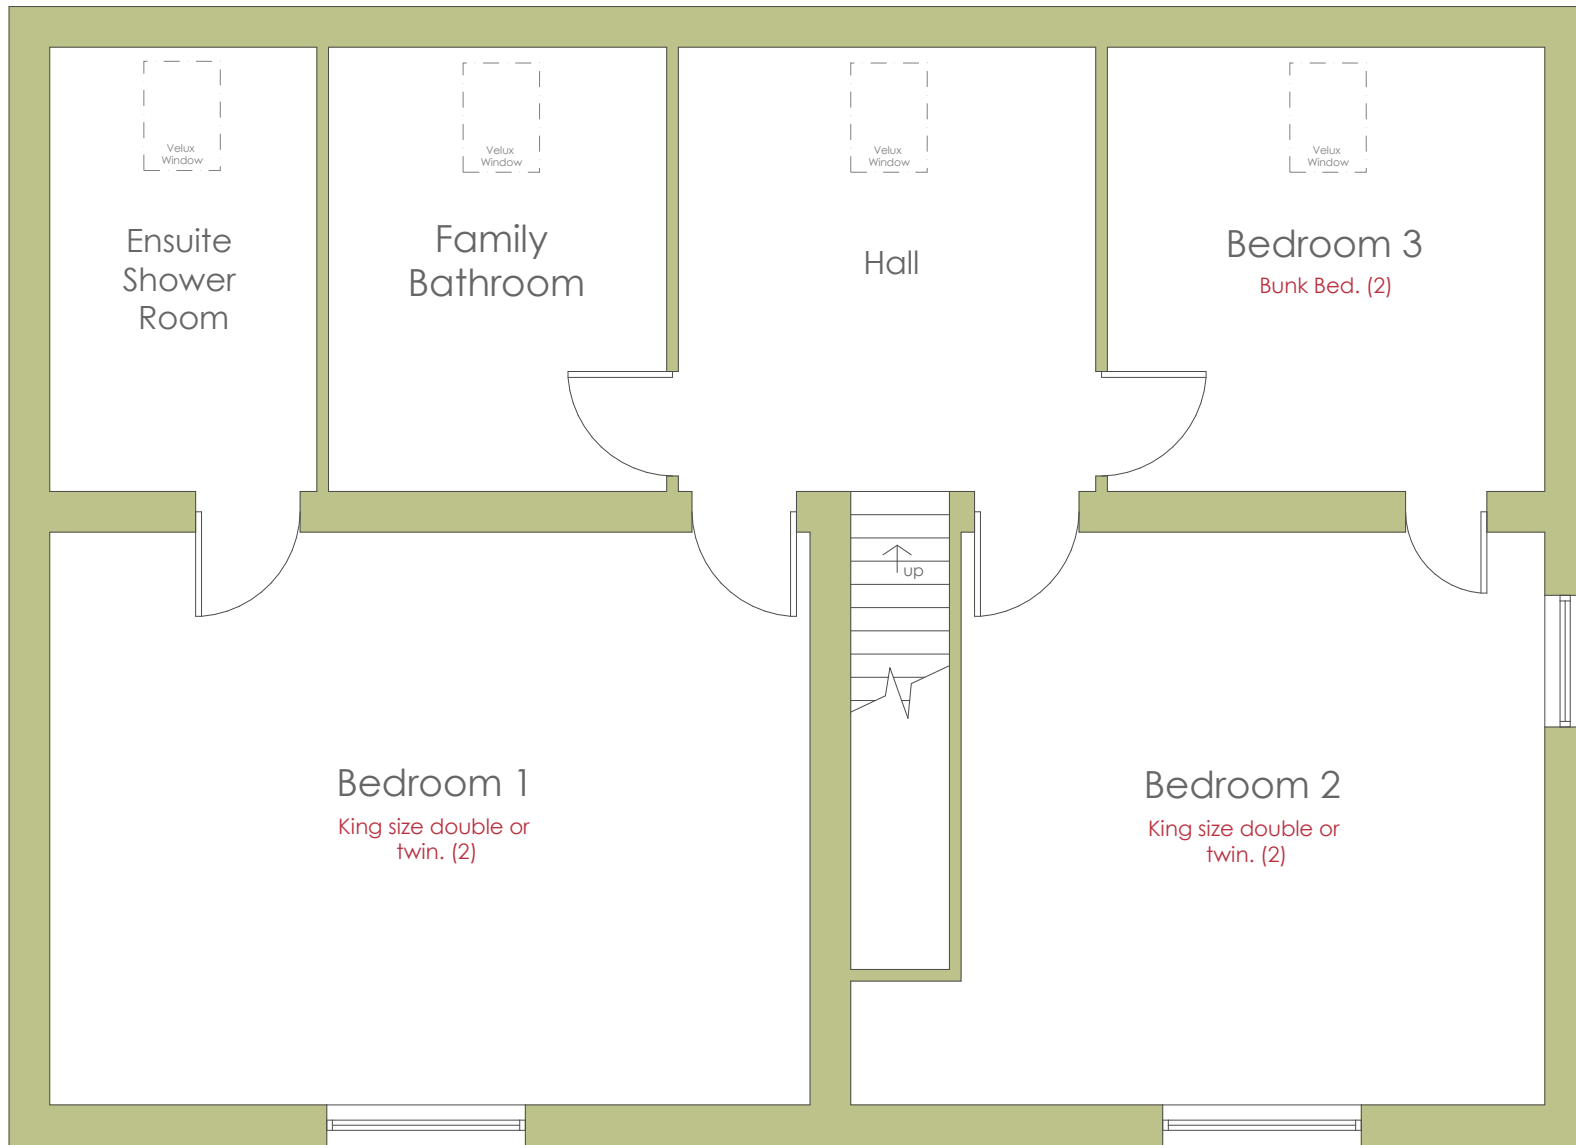 Velux
Window
Velux
Window
Velux
Window
Velux
Window
Ensuite
Shower
Room
Family
Bathroom
Hall
Bedroom 3
Bunk Bed. (2)
up
Bedroom 1
King size double or
twin. (2)
Bedroom 2
King size double or
twin. (2)